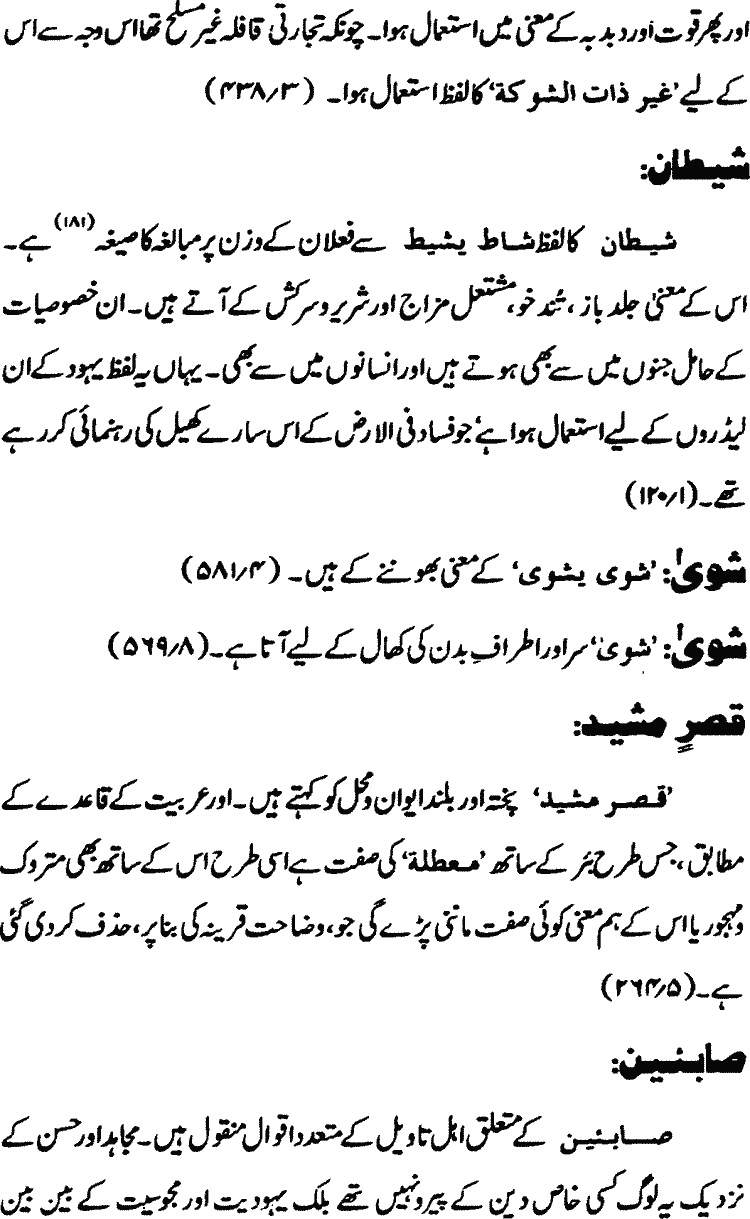 اور پھر قوت اور دبدبہ کے معنی میں استعمال ہوا۔ چونکہ تجارتی قافلہ غیر مسلح تھا اس وجہ سے اس
کے لیے ’غیر ذات الشوکة‘ کا لفظ استعمال ہوا۔ (۴۳۸/۳)
شیطان:
شیطان کا لفظ شاط یشیط سے فعلان کے وزن پر مبالغہ کا صیغہ (۱۸۱) ہے۔
اس کے معنیٰ جلد باز، تُند خو، مشتعل مزاج اور شریر و سرکش کے آتے ہیں۔ ان خصوصیات
کے حامل جنوں میں سے بھی ہوتے ہیں اور انسانوں میں سے بھی۔ یہاں یہ لفظ یہود کے ان
لیڈروں کے لیے استعمال ہوا ہے‘ جو فساد فی الارض کے اس سارے کھیل کی رہنمائی کر رہے
تھے۔ (۱۲۰/۱)
شویٰ: ’شوی یشوی‘ کے معنی بھوننے کے ہیں۔ (۵۸۱/۴)
شویٰ: ’شویٰ‘ سر اور اطرافِ بدن کی کھال کے لیے آتا ہے۔ (۵۶۹/۸)
قصرٍ مشید:
’قصر مشید‘ پختہ اور بلند ایوان و محل کو کہتے ہیں۔ اور عربیت کے قاعدے کے
مطابق، جس طرح بئر کے ساتھ ’معطلة‘ کی صفت ہے اسی طرح اس کے ساتھ بھی متروک
و مہجور یا اس کے ہم معنی کوئی صفت ماننی پڑے گی جو، وضاحت قرینہ کی بنا پر، حذف کر دی گئی
ہے۔ (۲۶۴/۵)
صابئین:
صابئین کے متعلق اہل تاویل کے متعدد اقوال منقول ہیں۔ مجاہد اور حسن کے
نزدیک یہ لوگ کسی خاص دین کے پیرو نہیں تھے بلک یہودیت اور مجوسیت کے بین بین